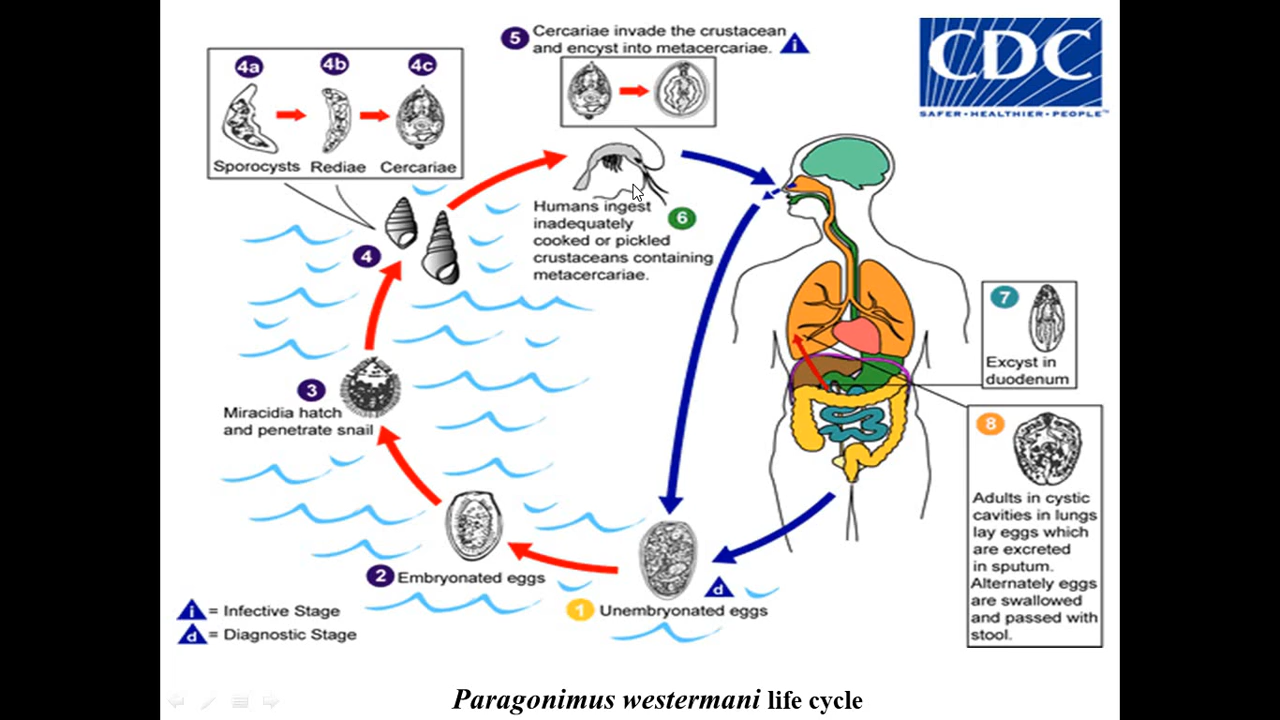 5 Cercariae invade the crustacean
and encyst into metacercariae. i
CDC
SAFER•HEALTHIER•PEOPLE™
4a 4b 4c
Sporocysts Rediae Cercariae
Humans ingest
inadequately 6
cooked or pickled
crustaceans containing
metacercariae.
4
7
Excyst in
duodenum
3
Miracidia hatch
and penetrate snail
8
Adults in cystic
cavities in lungs
lay eggs which
are excreted
in sputum.
Alternately eggs
are swallowed
and passed with
stool.
2 Embryonated eggs
d
1 Unembryonated eggs
i = Infective Stage
d = Diagnostic Stage
Paragonimus westermani life cycle